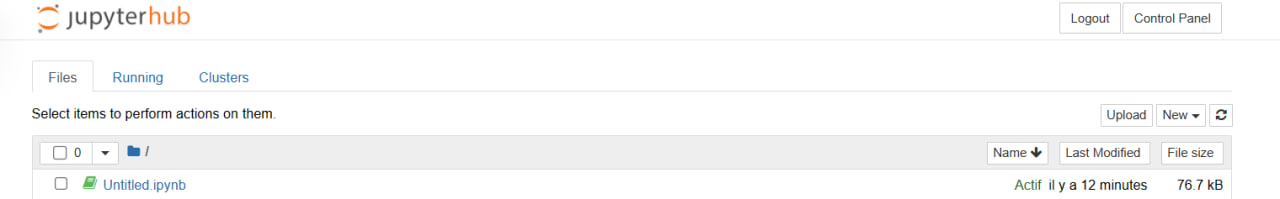 jupyterhub
Logout Control Panel
Files Running Clusters
Select items to perform actions on them.
Upload New
0 / Name Last Modified File size
Untitled.ipynb Actif il y a 12 minutes 76.7 kB